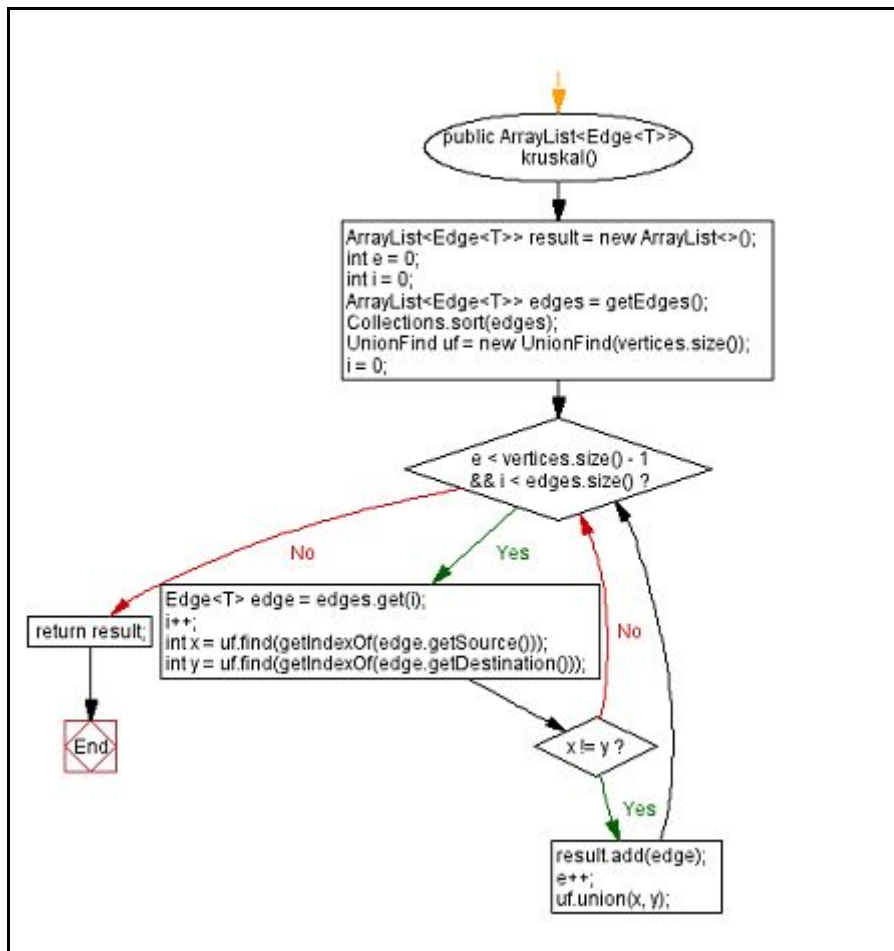 public ArrayList<Edge<T>>
kruskal()
ArrayList<Edge<T>> result = new ArrayList<>();
int e = 0;
int i = 0;
ArrayList<Edge<T>> edges = getEdges();
Collections.sort(edges);
UnionFind uf = new UnionFind(vertices.size());
i = 0;
e < vertices.size() - 1
&& i < edges.size() ?
No
Yes
return result;
Edge<T> edge = edges.get(i);
i++;
int x = uf.find(getIndexOf(edge.getSource()));
int y = uf.find(getIndexOf(edge.getDestination()));
No
End
x != y ?
Yes
result.add(edge);
e++;
uf.union(x, y);